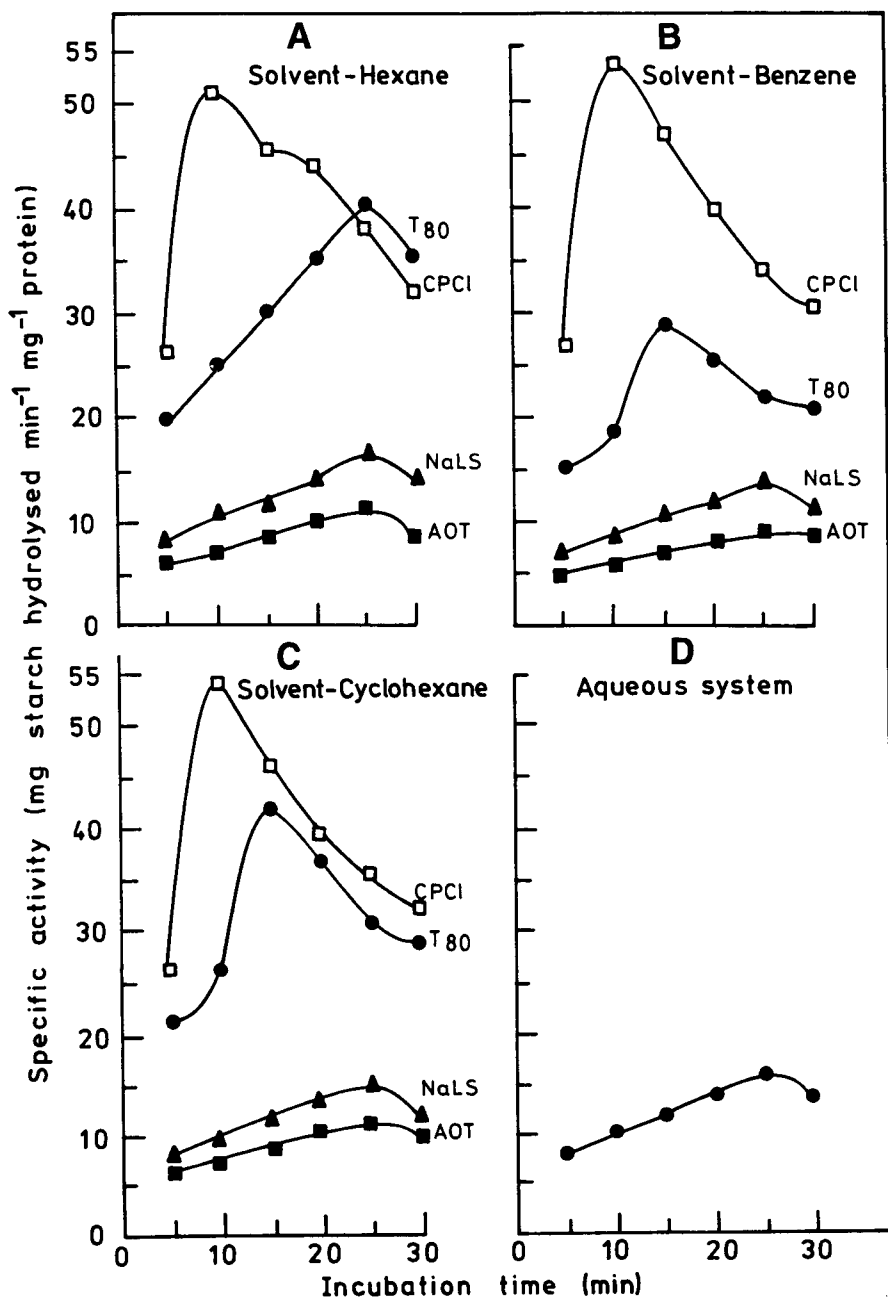 A
Solvent-Hexane
B
Solvent-Benzene
55
50
40
30
20
10
0
T80
CPCl
NaLS
AOT
CPCl
T80
NaLS
AOT
C
Solvent-Cyclohexane
D
Aqueous system
55
50
40
30
20
10
0
CPCl
T80
NaLS
AOT
0 10 20 30
0 10 20 30
Incubation time (min)
Specific activity (mg starch hydrolysed min⁻¹ mg⁻¹ protein)